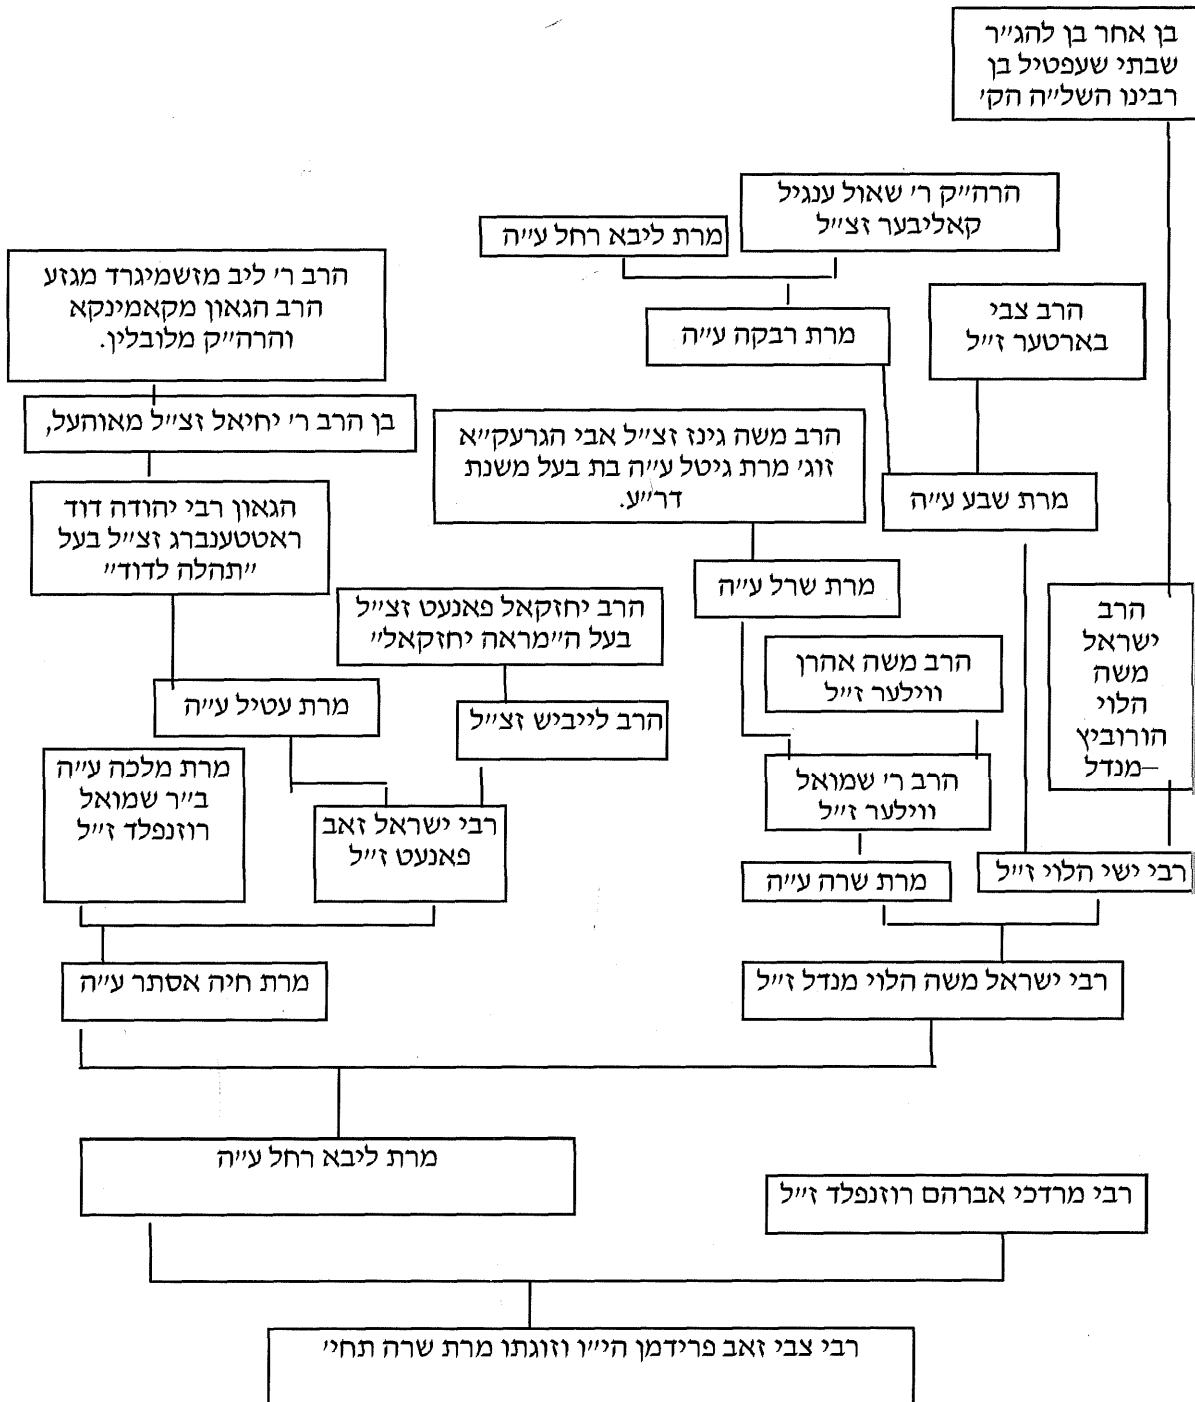 בן אחר בן להג״ר
שבתי שעפטיל בן
רבינו השל״ה הק׳
הרה״ק ר׳ שאול ענגיל
קאליבער זצ״ל
מרת ליבא רחל ע״ה
הרב ר׳ ליב מזשמיגרד מגזע
הרב הגאון מקאמינקא
והרה״ק מלובלין.
הרב צבי
בארטער ז״ל
מרת רבקה ע״ה
בן הרב ר׳ יחיאל זצ״ל מאוהעל,
הרב משה גינז זצ״ל אבי הגרעק״א
זוג׳ מרת גיטל ע״ה בת בעל משנת
דר״ע.
מרת שבע ע״ה
הגאון רבי יהודה דוד
ראטטענברג זצ״ל בעל
״תהלה לדוד״
מרת שרל ע״ה
הרב יחזקאל פאנעט זצ״ל
בעל ה״מראה יחזקאל״
הרב
ישראל
משה
הלוי
הורוביץ
–מנדל
הרב משה אהרן
ווילער ז״ל
מרת עטיל ע״ה
הרב לייביש זצ״ל
הרב ר׳ שמואל
ווילער ז״ל
מרת מלכה ע״ה
ב״ר שמואל
רוזנפלד ז״ל
רבי ישראל זאב
פאנעט ז״ל
רבי ישי הלוי ז״ל
מרת שרה ע״ה
רבי ישראל משה הלוי מנדל ז״ל
מרת חיה אסתר ע״ה
מרת ליבא רחל ע״ה
רבי מרדכי אברהם רוזנפלד ז״ל
רבי צבי זאב פרידמן הי״ו וזוגתו מרת שרה תחי׳